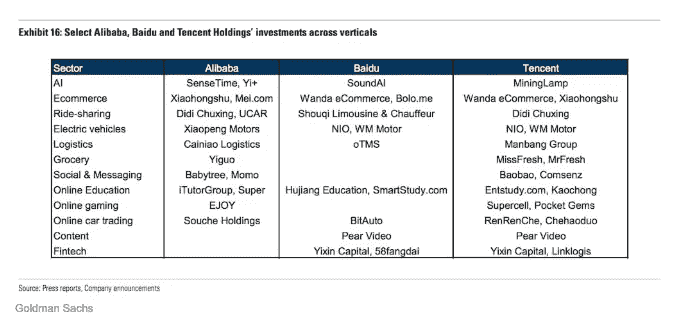 Exhibit 16: Select Alibaba, Baidu and Tencent Holdings' investments across verticals
Sector Alibaba Baidu Tencent
AI SenseTime, Yi+ SoundAI MiningLamp
Ecommerce Xiaohongshu, Mei.com Wanda eCommerce, Bolo.me Wanda eCommerce, Xiaohongshu
Ride-sharing Didi Chuxing, UCAR Shouqi Limousine & Chauffeur Didi Chuxing
Electric vehicles Xiaopeng Motors NIO, WM Motor NIO, WM Motor
Logistics Cainiao Logistics oTMS Manbang Group
Grocery Yiguo MissFresh, MrFresh
Social & Messaging Babytree, Momo Baobao, Comsenz
Online Education iTutorGroup, Super Hujiang Education, SmartStudy.com Entstudy.com, Kaochong
Online gaming EJOY Supercell, Pocket Gems
Online car trading Souche Holdings BitAuto RenRenChe, Chehaoduo
Content Pear Video Pear Video
Fintech Yixin Capital, 58fangdai Yixin Capital, Linklogis
Source: Press reports, Company announcements
Goldman Sachs